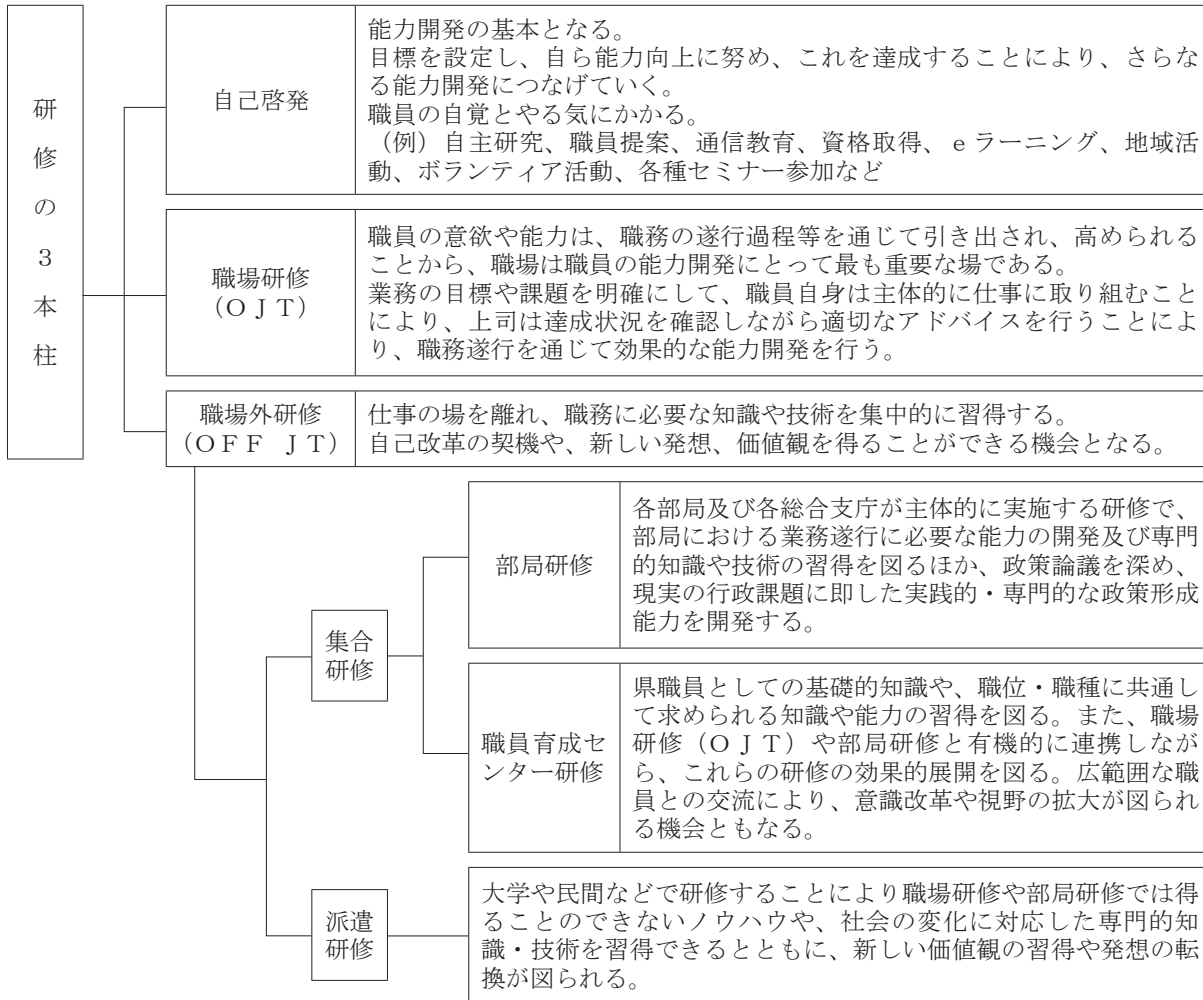 研修の3本柱
自己啓発
能力開発の基本となる。
目標を設定し、自ら能力向上に努め、これを達成することにより、さらな
る能力開発につなげていく。
職員の自覚とやる気にかかる。
(例)自主研究、職員提案、通信教育、資格取得、eラーニング、地域活
動、ボランティア活動、各種セミナー参加など
職場研修
(OJT)
職員の意欲や能力は、職務の遂行過程等を通じて引き出され、高められる
ことから、職場は職員の能力開発にとって最も重要な場である。
業務の目標や課題を明確にして、職員自身は主体的に仕事に取り組むこと
により、上司は達成状況を確認しながら適切なアドバイスを行うことによ
り、職務遂行を通じて効果的な能力開発を行う。
職場外研修
(OFF JT)
仕事の場を離れ、職務に必要な知識や技術を集中的に習得する。
自己改革の契機や、新しい発想、価値観を得ることができる機会となる。
集合
研修
部局研修
各部局及び各総合支庁が主体的に実施する研修で、
部局における業務遂行に必要な能力の開発及び専門
的知識や技術の習得を図るほか、政策論議を深め、
現実の行政課題に即した実践的・専門的な政策形成
能力を開発する。
職員育成セ
ンター研修
県職員としての基礎的知識や、職位・職種に共通し
て求められる知識や能力の習得を図る。また、職場
研修(OJT)や部局研修と有機的に連携しなが
ら、これらの研修の効果的展開を図る。広範囲な職
員との交流により、意識改革や視野の拡大が図られ
る機会ともなる。
派遣
研修
大学や民間などで研修することにより職場研修や部局研修では得
ることのできないノウハウや、社会の変化に対応した専門的知
識・技術を習得できるとともに、新しい価値観の習得や発想の転
換が図られる。